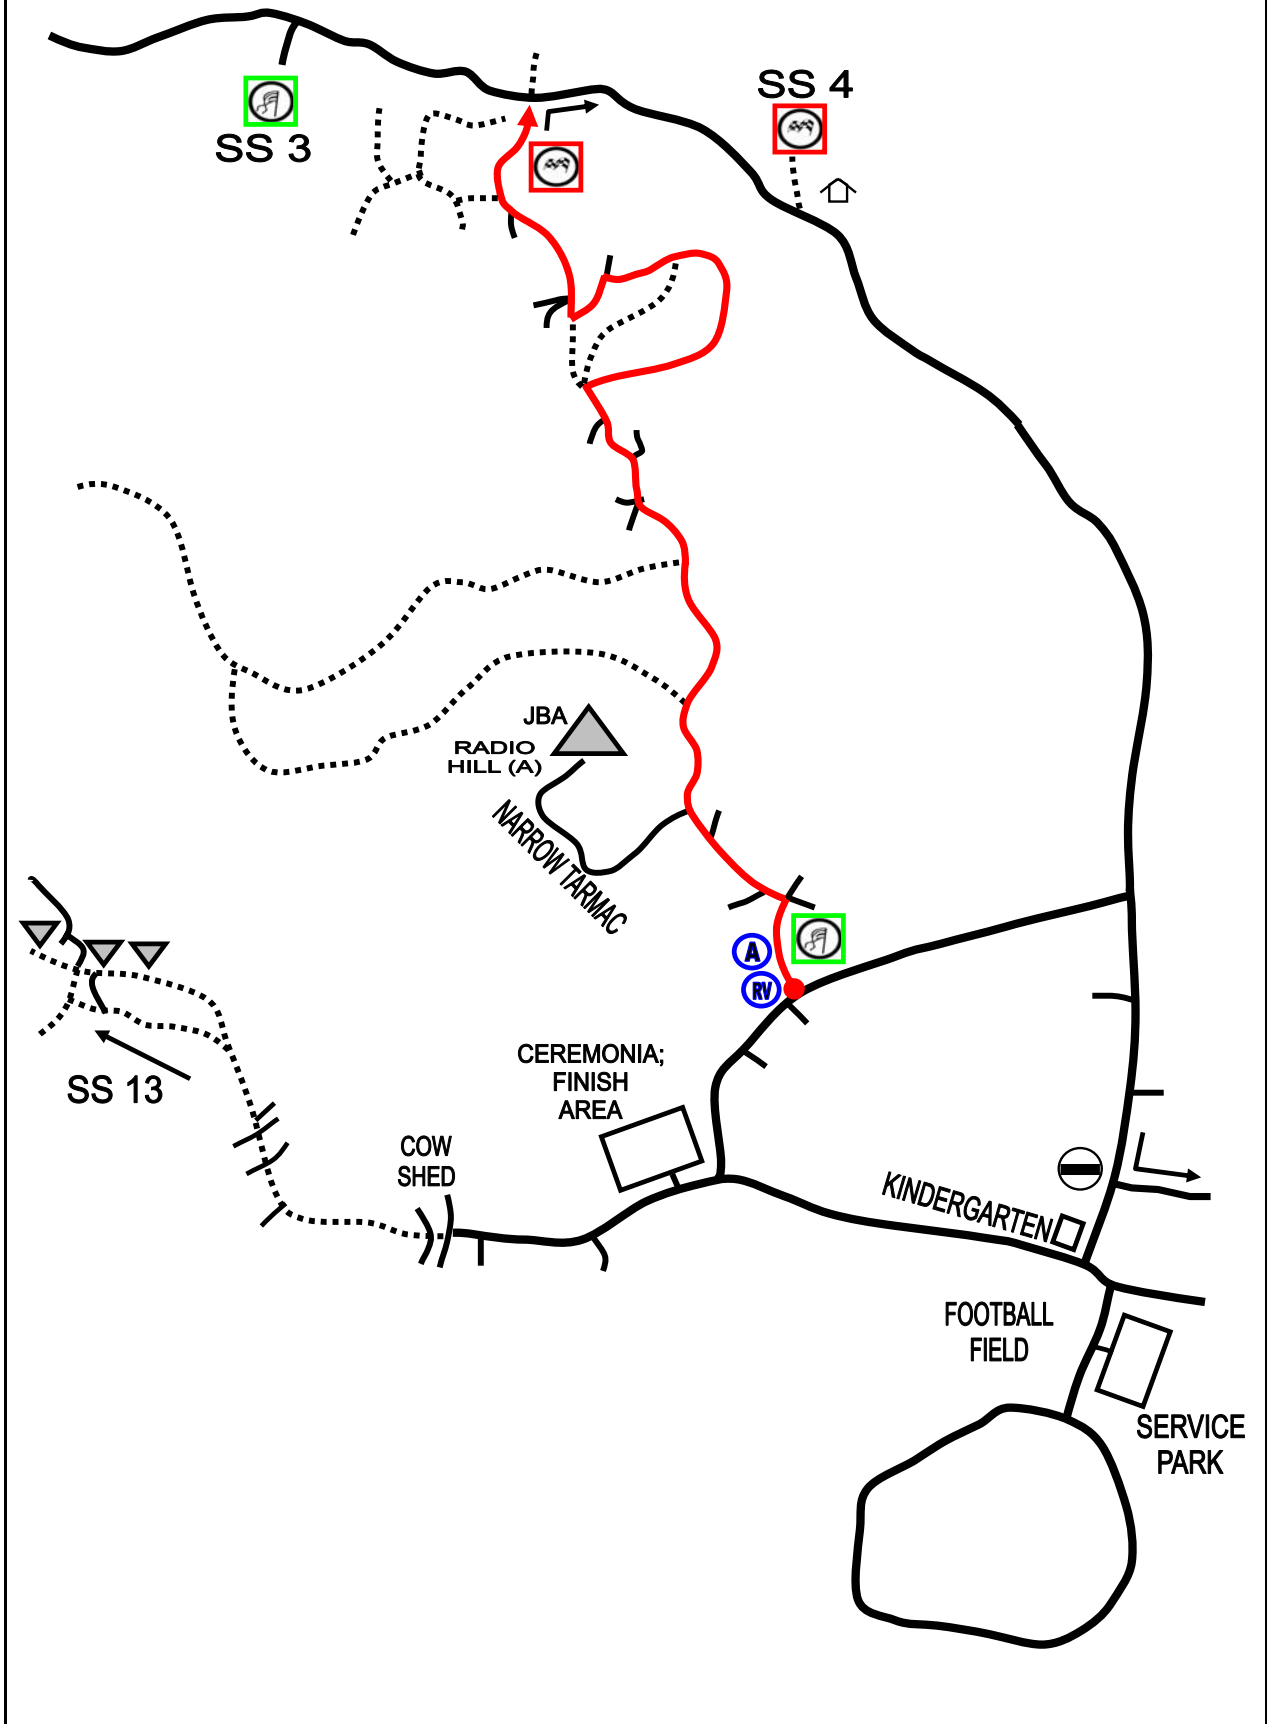 SS 4
SS 3
JBA
RADIO
HILL (A)
NARROW TARMAC
A
RV
CEREMONIA;
FINISH
AREA
SS 13
COW
SHED
KINDERGARTEN
FOOTBALL
FIELD
SERVICE
PARK